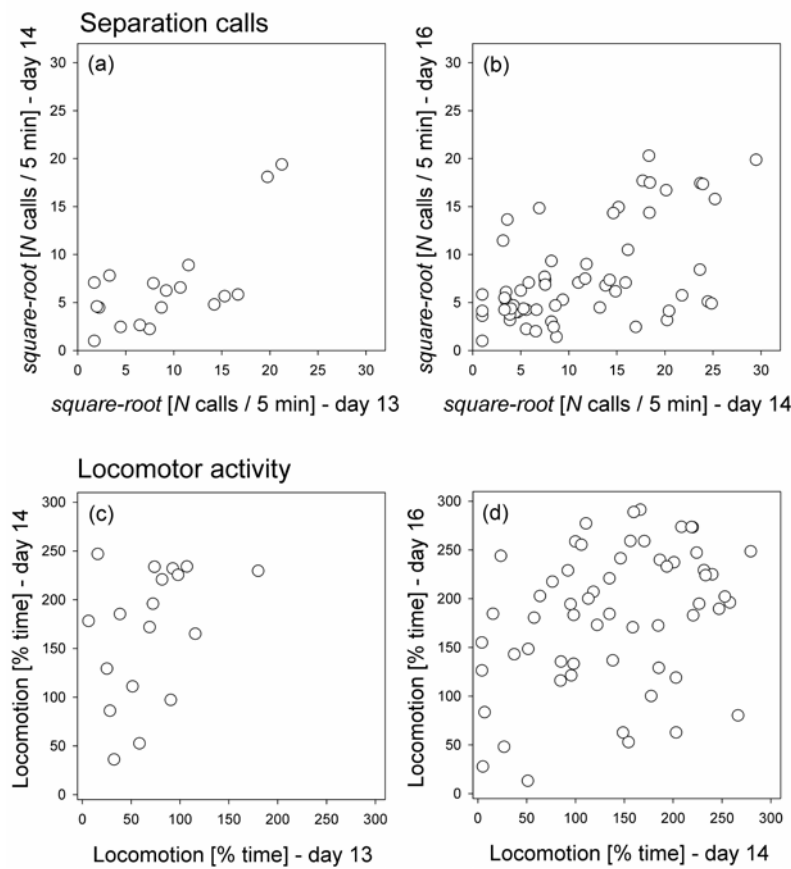 Separation calls
(a)
square-root [N calls / 5 min] - day 14
30
25
20
15
10
5
0
0 5 10 15 20 25 30
square-root [N calls / 5 min] - day 13
(b)
square-root [N calls / 5 min] - day 16
30
25
20
15
10
5
0
0 5 10 15 20 25 30
square-root [N calls / 5 min] - day 14
Locomotor activity
(c)
Locomotion [% time] - day 14
300
250
200
150
100
50
0
0 50 100 150 200 250 300
Locomotion [% time] - day 13
(d)
Locomotion [% time] - day 16
300
250
200
150
100
50
0
0 50 100 150 200 250 300
Locomotion [% time] - day 14